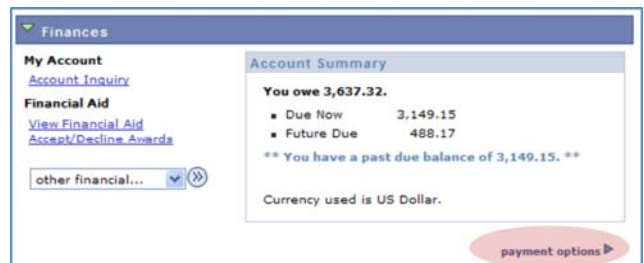 Finances
My Account
Account Inquiry
Financial Aid
View Financial Aid
Accept/Decline Awards
other financial...
Account Summary
You owe 3,637.32.
Due Now 3,149.15
Future Due 488.17
** You have a past due balance of 3,149.15. **
Currency used is US Dollar.
payment options